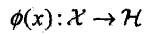 ϕ(x): 𝒳 → ℋ